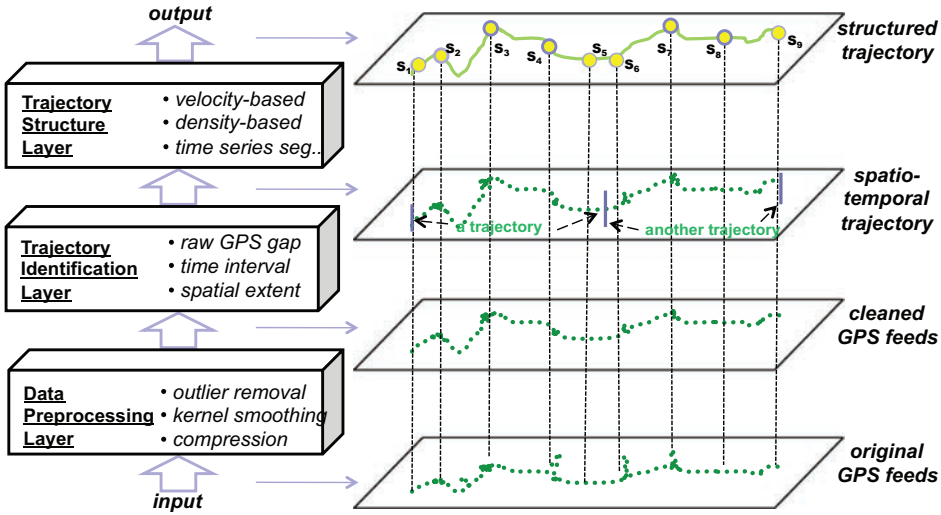 output
Trajectory
Structure
Layer
• velocity-based
• density-based
• time series seg..
Trajectory
Identification
Layer
• raw GPS gap
• time interval
• spatial extent
Data
Preprocessing
Layer
• outlier removal
• kernel smoothing
• compression
input
S1
S2
S3
S4
S5
S6
S7
S8
S9
structured
trajectory
a trajectory
another trajectory
spatio-
temporal
trajectory
cleaned
GPS feeds
original
GPS feeds